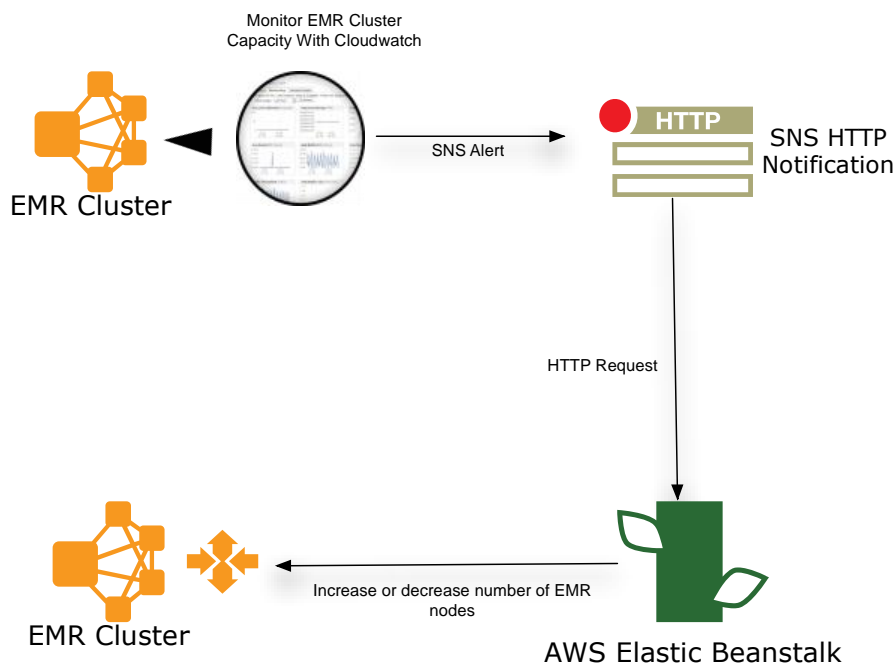 Monitor EMR Cluster
Capacity With Cloudwatch
HTTP
SNS Alert
SNS HTTP
Notification
EMR Cluster
HTTP Request
Increase or decrease number of EMR
nodes
EMR Cluster
AWS Elastic Beanstalk